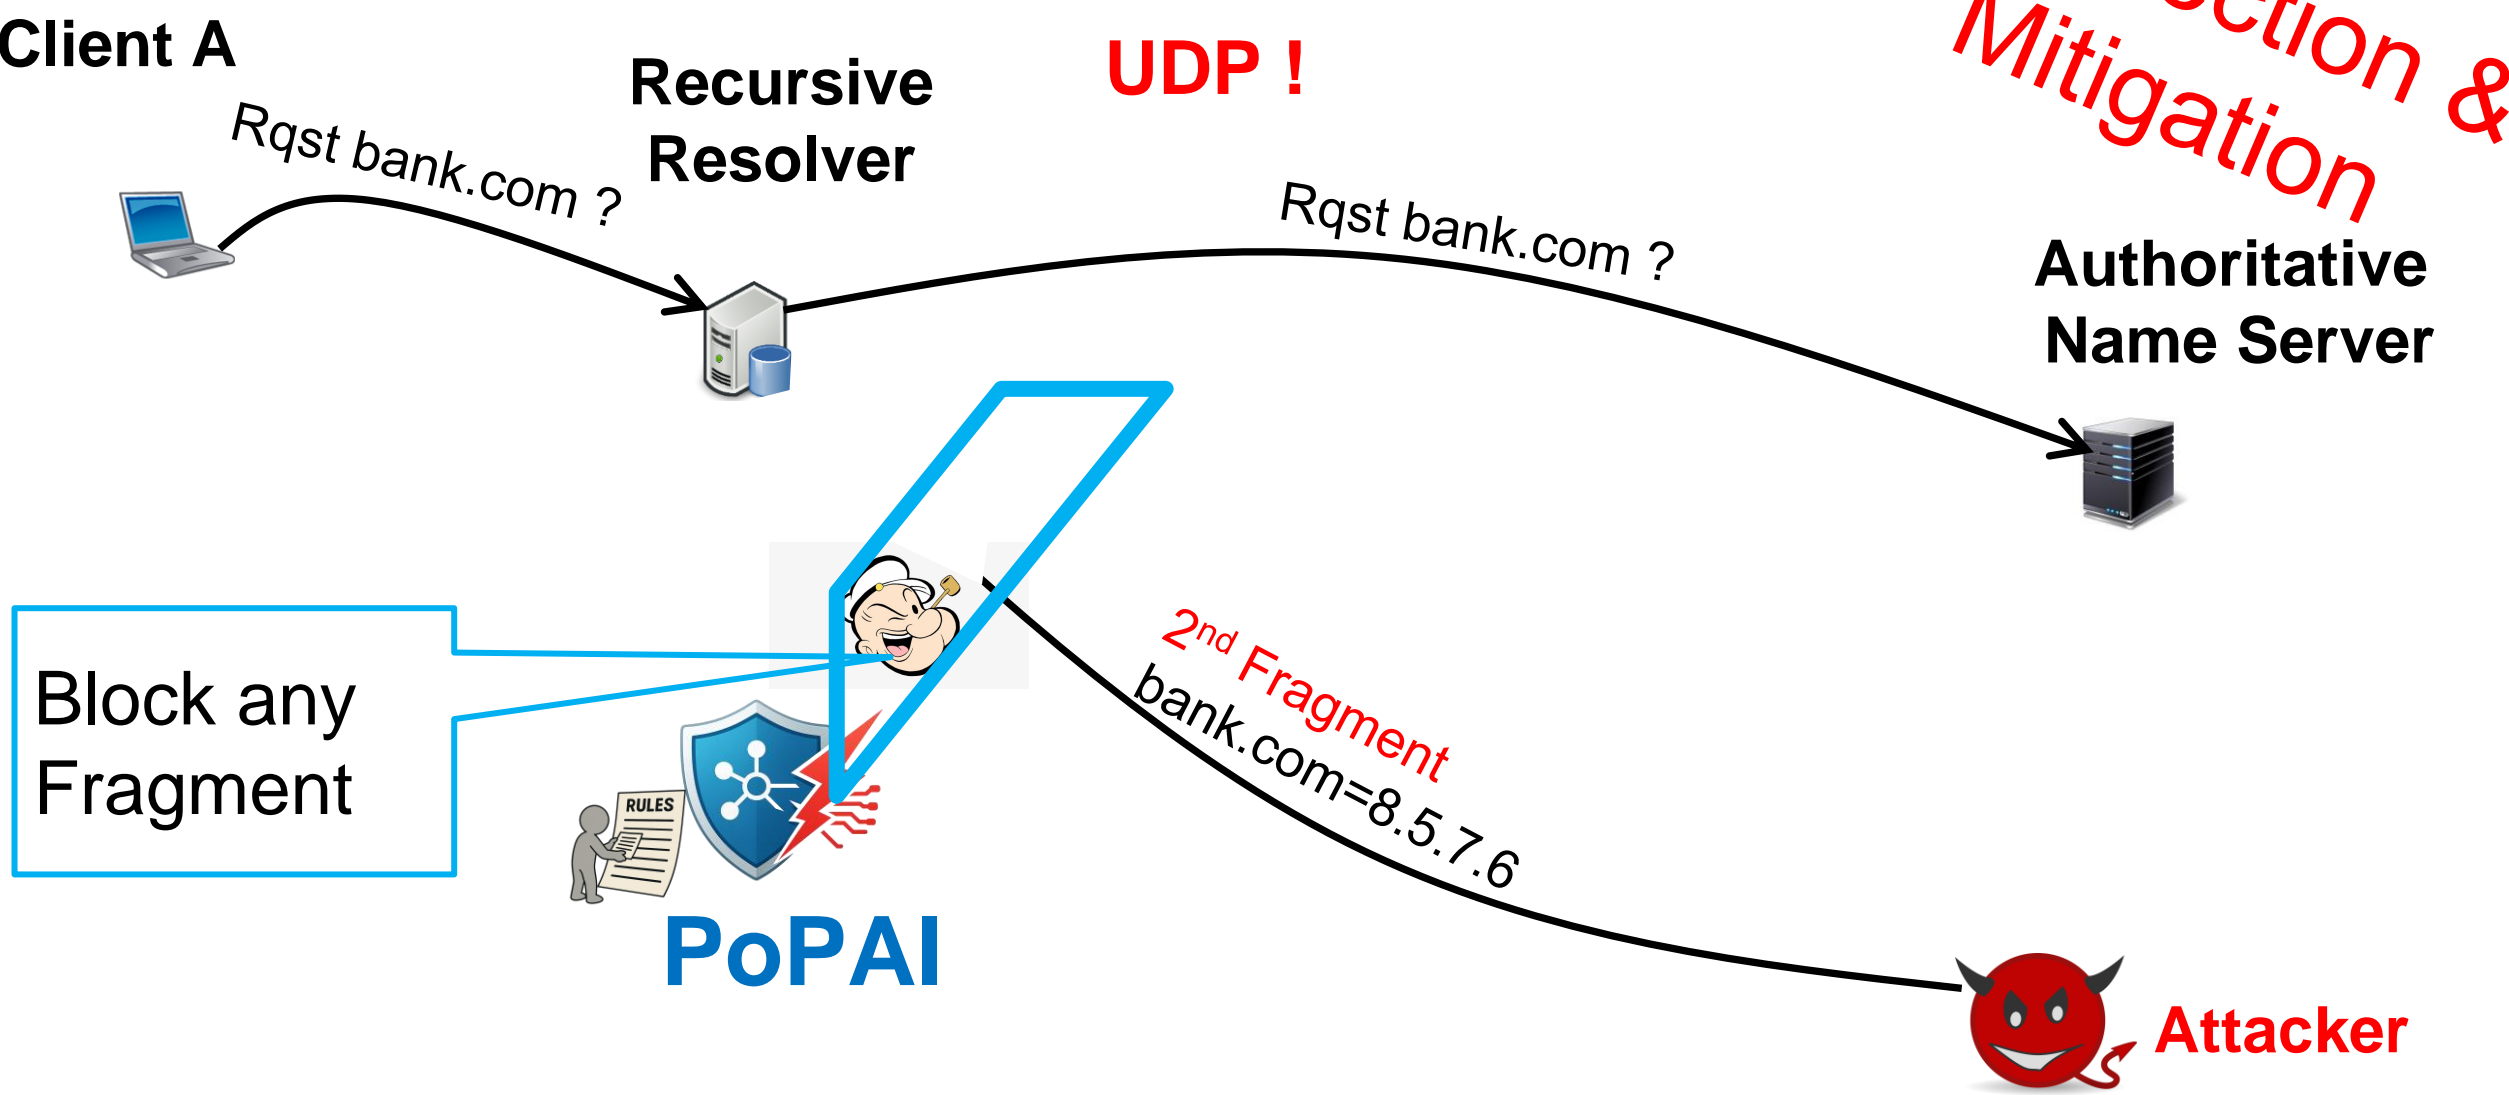 Client A
Recursive
Resolver
UDP !
Mitigation
&
Rqst bank.com ?
Rqst bank.com ?
Authoritative
Name Server
2nd Fragment
bank.com=8.5.7.6
Block any
Fragment
RULES
PoPAI
Attacker